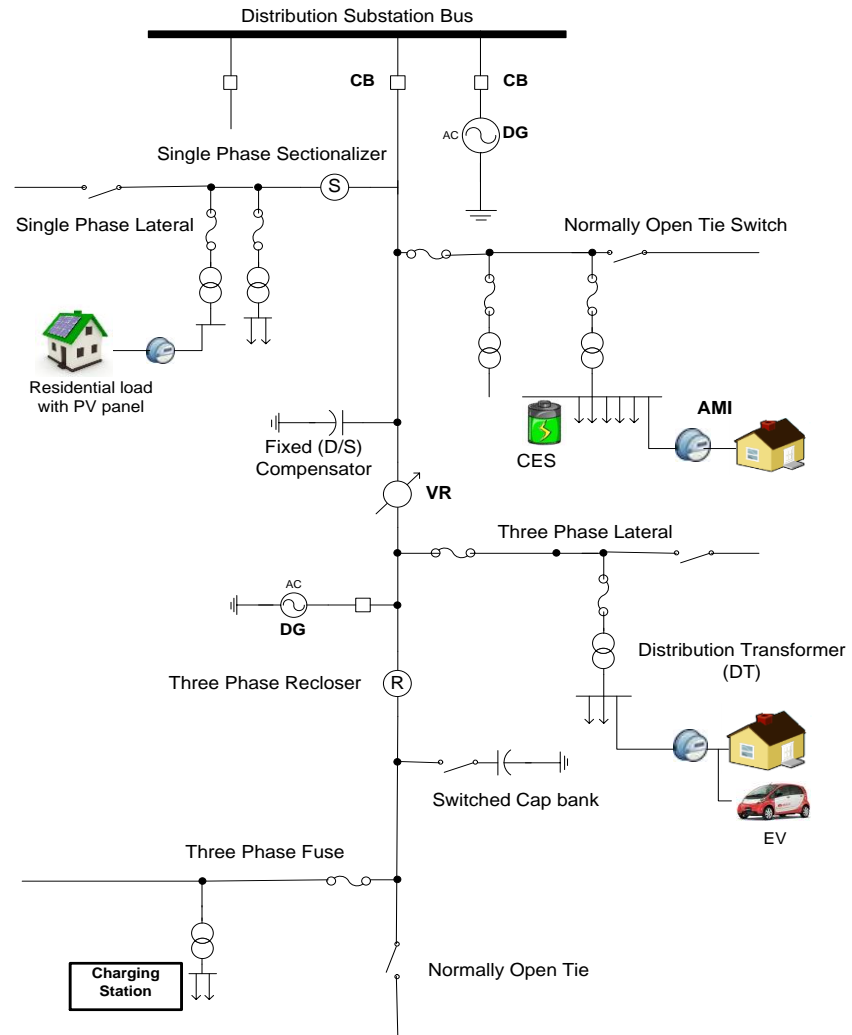 Distribution Substation Bus
CB
CB
AC
DG
Single Phase Sectionalizer
S
Single Phase Lateral
Normally Open Tie Switch
Residential load
with PV panel
AMI
CES
Fixed (D/S)
Compensator
VR
Three Phase Lateral
AC
DG
Distribution Transformer
(DT)
Three Phase Recloser
R
Switched Cap bank
EV
Three Phase Fuse
Charging
Station
Normally Open Tie